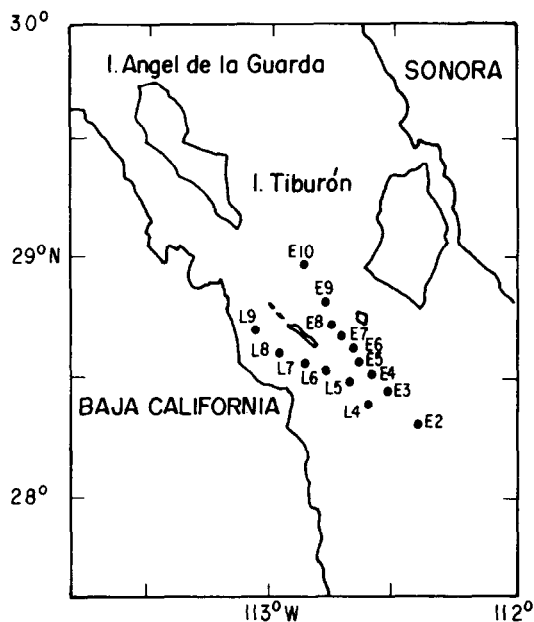 30°
I. Angel de la Guarda
SONORA
I. Tiburón
29°N
E10
E9
L9
E8
E7
L8
E6
L7
E5
L6
E4
L5
E3
BAJA CALIFORNIA
L4
E2
28°
113°W
112°